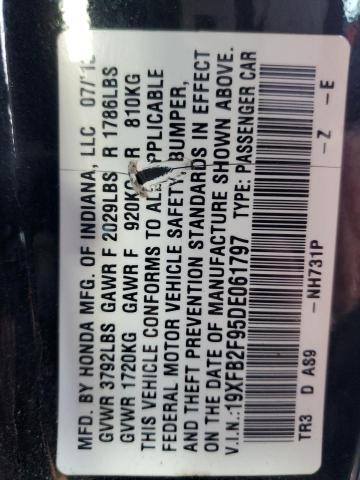 MFD. BY HONDA MFG. OF INDIANA, LLC 07/13
GVWR 3792LBS GAWR F 2029LBS R 1786LBS
GVWR 1720KG GAWR F 920KG R 810KG
THIS VEHICLE CONFORMS TO ALL APPLICABLE
FEDERAL MOTOR VEHICLE SAFETY, BUMPER,
AND THEFT PREVENTION STANDARDS IN EFFECT
ON THE DATE OF MANUFACTURE SHOWN ABOVE.
V.I.N.:19XFB2F95DE061797 TYPE: PASSENGER CAR
NH731P -Z -E
TR3 D AS9